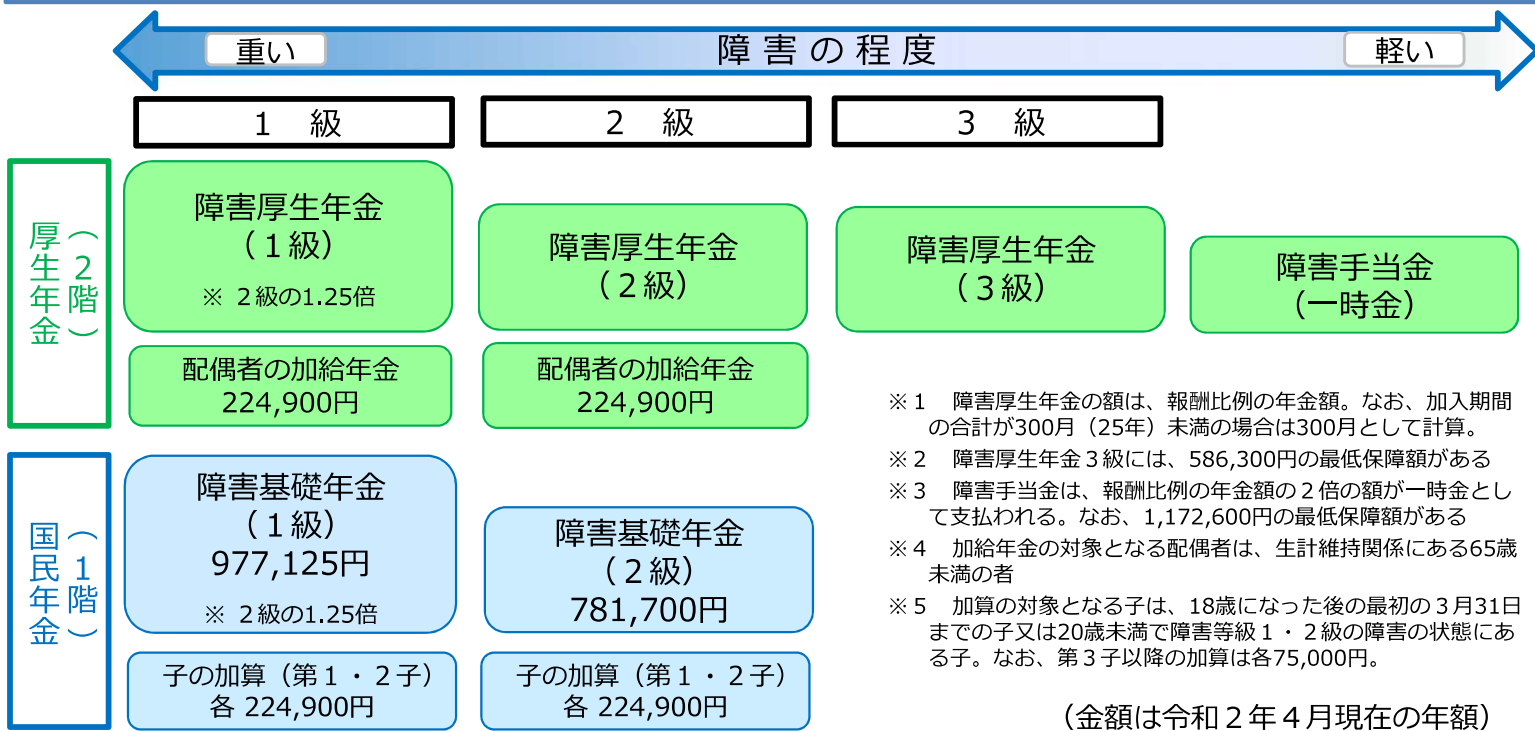 重い
障害の程度
軽い
１　級
２　級
３　級
厚生年金
（２階）
障害厚生年金
（１級）
※ ２級の1.25倍
障害厚生年金
（２級）
障害厚生年金
（３級）
障害手当金
（一時金）
配偶者の加給年金
224,900円
配偶者の加給年金
224,900円
国民年金
（１階）
障害基礎年金
（１級）
977,125円
※ ２級の1.25倍
障害基礎年金
（２級）
781,700円
子の加算（第１・２子）
各 224,900円
子の加算（第１・２子）
各 224,900円
※１　障害厚生年金の額は、報酬比例の年金額。なお、加入期間
の合計が300月（25年）未満の場合は300月として計算。
※２　障害厚生年金３級には、586,300円の最低保障額がある
※３　障害手当金は、報酬比例の年金額の２倍の額が一時金とし
て支払われる。なお、1,172,600円の最低保障額がある
※４　加給年金の対象となる配偶者は、生計維持関係にある65歳
未満の者
※５　加算の対象となる子は、18歳になった後の最初の３月31日
までの子又は20歳未満で障害等級１・２級の障害の状態にあ
る子。なお、第３子以降の加算は各75,000円。
（金額は令和２年４月現在の年額）